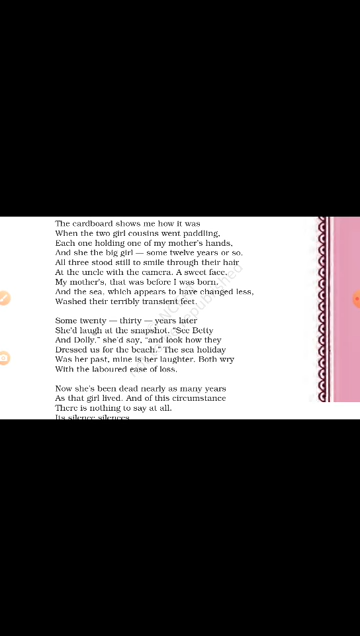 The cardboard shows me how it was
When the two girl cousins went paddling,
Each one holding one of my mother's hands,
And she the big girl — some twelve years or so.
All three stood still to smile through their hair
At the uncle with the camera. A sweet face,
My mother's, that was before I was born.
And the sea, which appears to have changed less,
Washed their terribly transient feet.
Some twenty — thirty — years later
She'd laugh at the snapshot. "See Betty
And Dolly," she'd say, "and look how they
Dressed us for the beach." The sea holiday
Was her past, mine is her laughter. Both wry
With the laboured ease of loss.
Now she's been dead nearly as many years
As that girl lived. And of this circumstance
There is nothing to say at all.
Its silence silences.